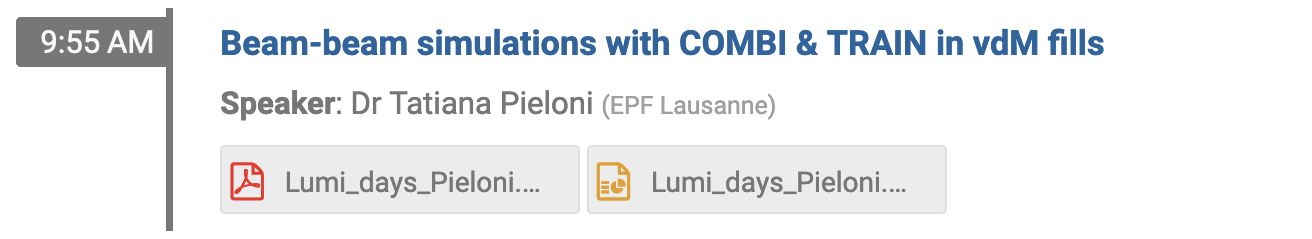 9:55 AM
Beam-beam simulations with COMBI & TRAIN in vdM fills
Speaker: Dr Tatiana Pieloni (EPF Lausanne)
Lumi_days_Pieloni.... Lumi_days_Pieloni....